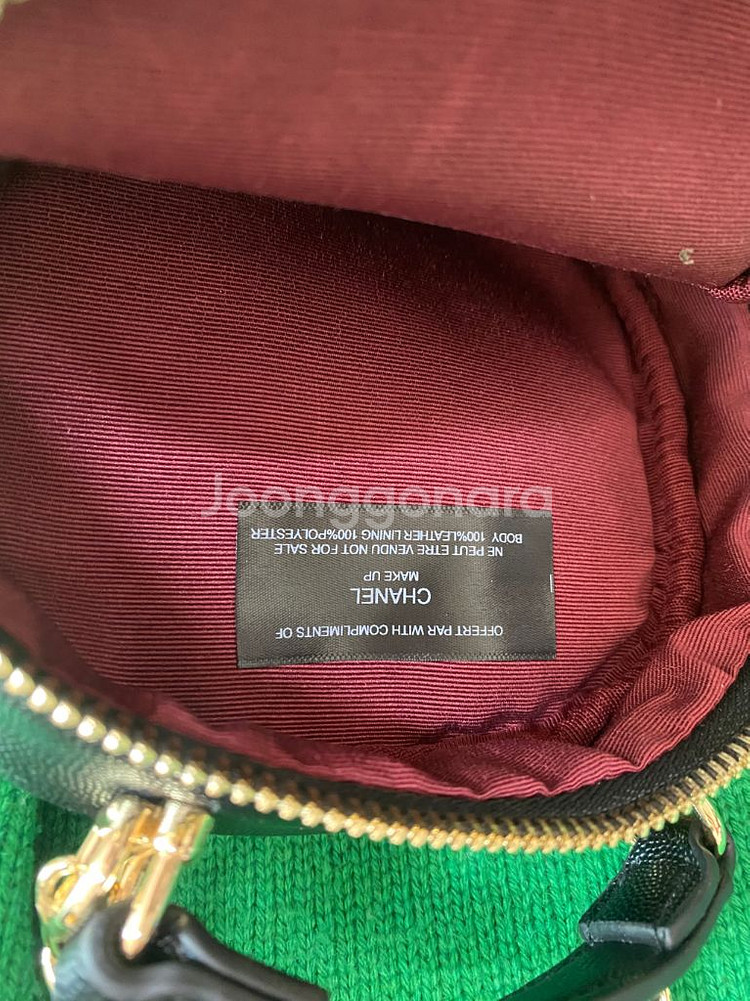 Jeonggonara
OFFERT PAR WITH COMPLIMENTS OF
CHANEL
MAKE UP
NE PEUT ETRE VENDU NOT FOR SALE
BODY 100%LEATHER LINING 100%POLYESTER